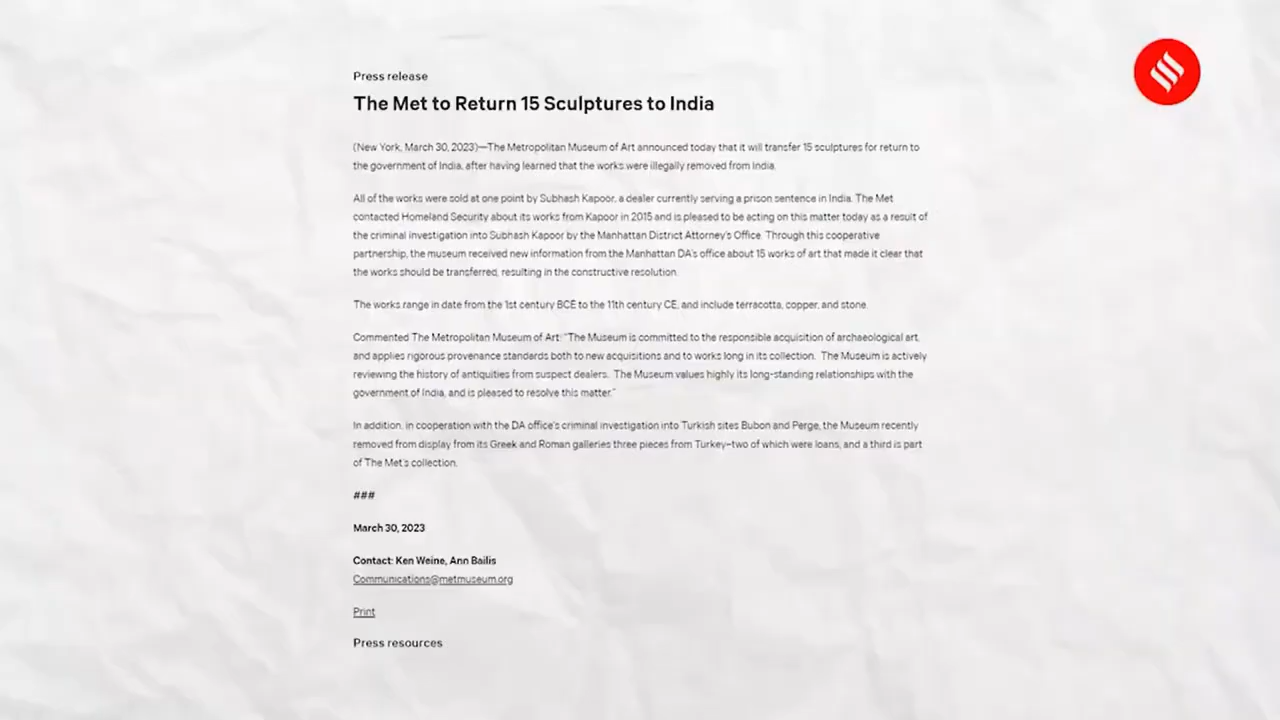 Press release
The Met to Return 15 Sculptures to India
(New York, March 30, 2023)—The Metropolitan Museum of Art announced today that it will transfer 15 sculptures for return to
the government of India, after having learned that the works were illegally removed from India.
All of the works were sold at one point by Subhash Kapoor, a dealer currently serving a prison sentence in India. The Met
contacted Homeland Security about its works from Kapoor in 2015 and is pleased to be acting on this matter today as a result of
the criminal investigation into Subhash Kapoor by the Manhattan District Attorney's Office. Through this cooperative
partnership, the museum received new information from the Manhattan DA's office about 15 works of art that made it clear that
the works should be transferred, resulting in the constructive resolution.
The works range in date from the 1st century BCE to the 11th century CE, and include terracotta, copper, and stone.
Commented The Metropolitan Museum of Art: "The Museum is committed to the responsible acquisition of archaeological art,
and applies rigorous provenance standards both to new acquisitions and to works long in its collection. The Museum is actively
reviewing the history of antiquities from suspect dealers. The Museum values highly its long-standing relationships with the
government of India, and is pleased to resolve this matter."
In addition, in cooperation with the DA office's criminal investigation into Turkish sites Bubon and Perge, the Museum recently
removed from display from its Greek and Roman galleries three pieces from Turkey–two of which were loans, and a third is part
of The Met's collection.
###
March 30, 2023
Contact: Ken Weine, Ann Bailis
Communications@metmuseum.org
Print
Press resources